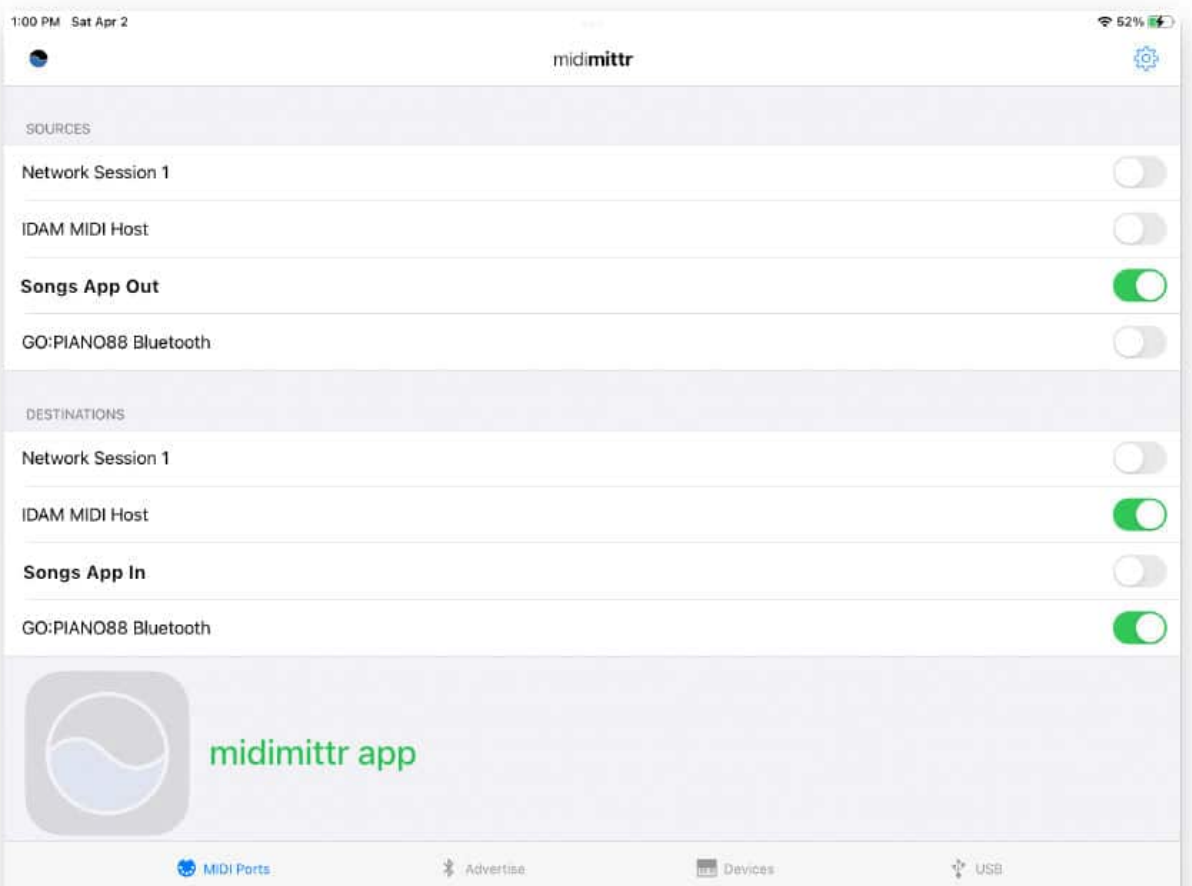 1:00 PM Sat Apr 2 52%
midimittr
SOURCES
Network Session 1
IDAM MIDI Host
Songs App Out
GO:PIANO88 Bluetooth
DESTINATIONS
Network Session 1
IDAM MIDI Host
Songs App In
GO:PIANO88 Bluetooth
midimittr app
MIDI Ports Advertise Devices USB